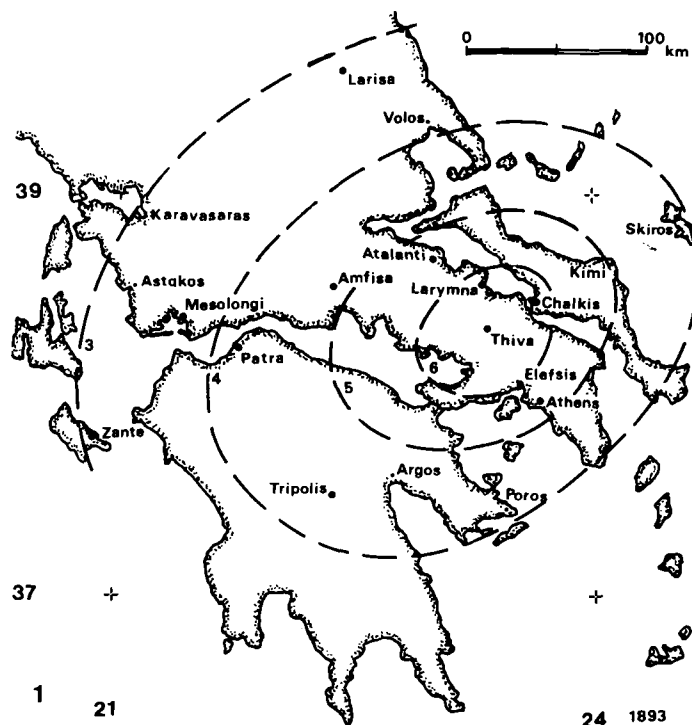 0 100
km
Larisa
Volos
39
Karavasaras
Skiros
Atalanti
Kimi
Astakos
Amfisa
Larymna
Mesolongi
Chalkis
Thiva
3
Patra
4
5
6
Elefsis
Athens
Zante
Argos
Tripolis
Poros
37
1
21
24 1893